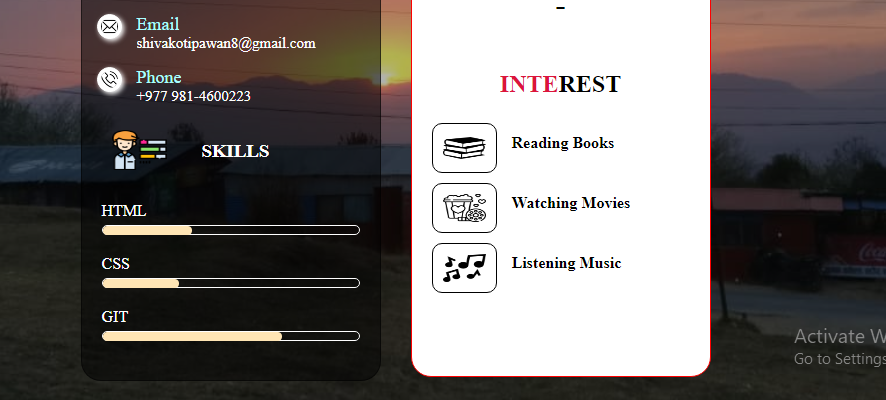 Email
shivakotipawan8@gmail.com
Phone
+977 981-4600223
SKILLS
HTML
CSS
GIT
INTEREST
Reading Books
Watching Movies
Listening Music
Activate W
Go to Settings